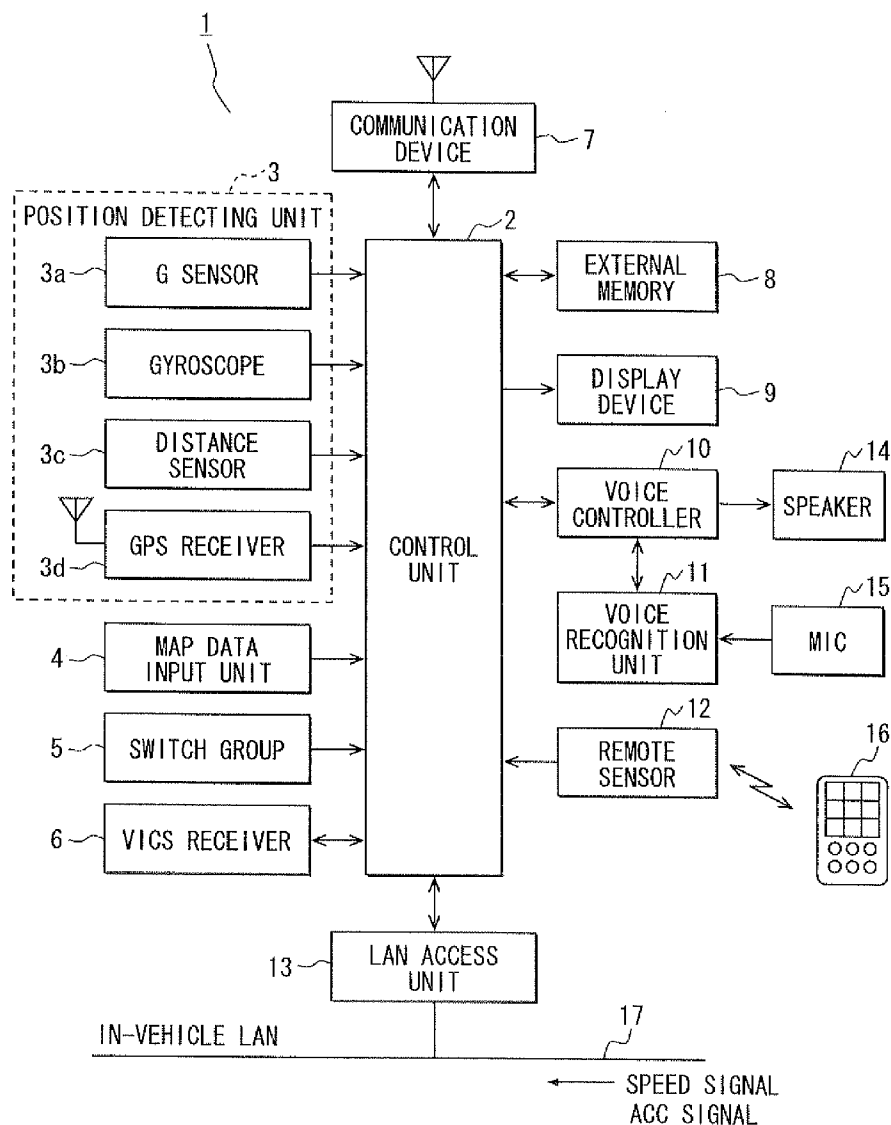 1
COMMUNICATION
DEVICE
7
3
POSITION DETECTING UNIT
2
3a
G SENSOR
EXTERNAL
MEMORY
8
3b
GYROSCOPE
DISPLAY
DEVICE
9
3c
DISTANCE
SENSOR
10
14
VOICE
CONTROLLER
SPEAKER
GPS RECEIVER
3d
CONTROL
UNIT
11
15
VOICE
RECOGNITION
UNIT
MIC
4
MAP DATA
INPUT UNIT
12
16
5
SWITCH GROUP
REMOTE
SENSOR
6
VICS RECEIVER
13
LAN ACCESS
UNIT
IN-VEHICLE LAN
17
SPEED SIGNAL
ACC SIGNAL